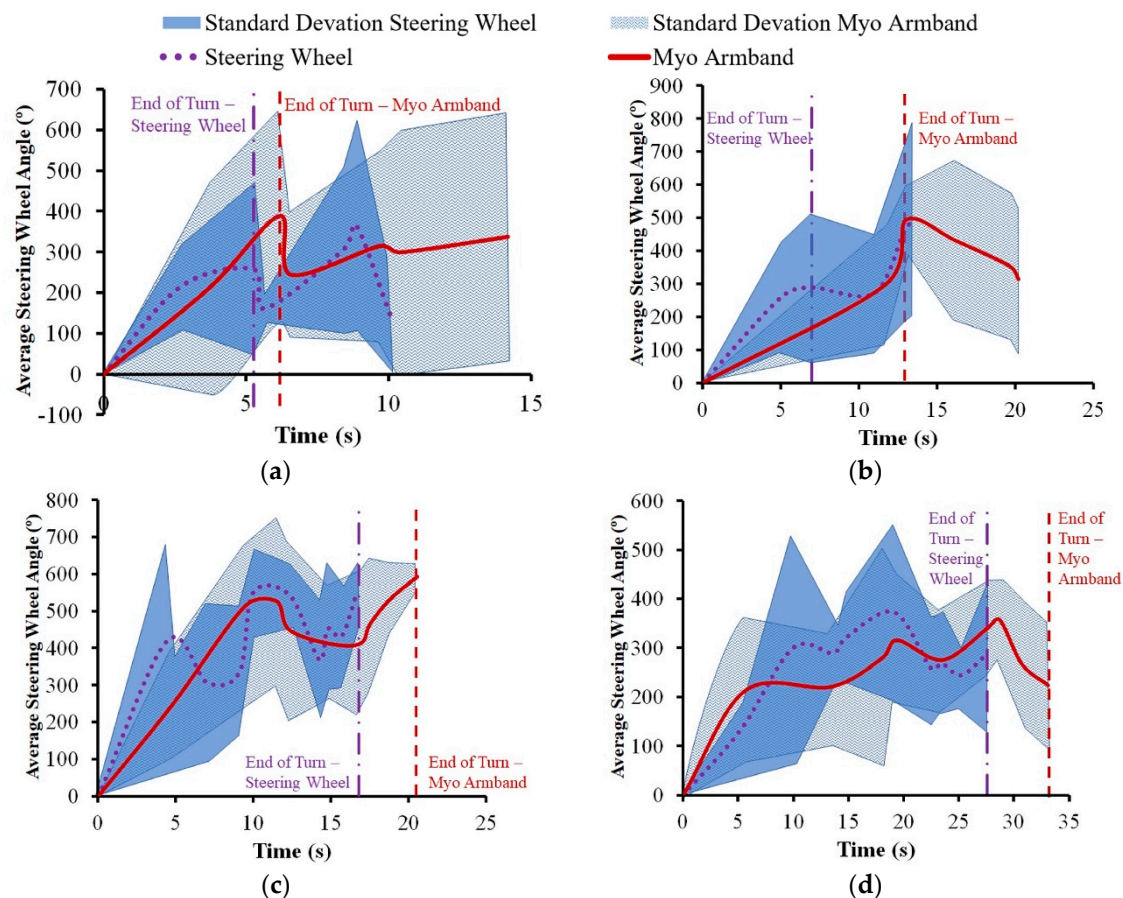 Standard Devation Steering Wheel
Standard Devation Myo Armband
Steering Wheel
Myo Armband
Average Steering Wheel Angle (º)
700
600
500
400
300
200
100
0
-100
End of Turn –
Steering Wheel
End of Turn – Myo Armband
0
5
10
15
Time (s)
(a)
Average Steering Wheel Angle (º)
900
800
700
600
500
400
300
200
100
0
End of Turn –
Steering Wheel
End of Turn –
Myo Armband
0
5
10
15
20
25
Time (s)
(b)
Average Steering Wheel Angle (º)
800
700
600
500
400
300
200
100
0
End of Turn –
Steering Wheel
End of Turn –
Myo Armband
0
5
10
15
20
25
Time (s)
(c)
Average Steering Wheel Angle (º)
600
500
400
300
200
100
0
End of
Turn –
Steering
Wheel
End of
Turn –
Myo
Armband
0
5
10
15
20
25
30
35
Time (s)
(d)